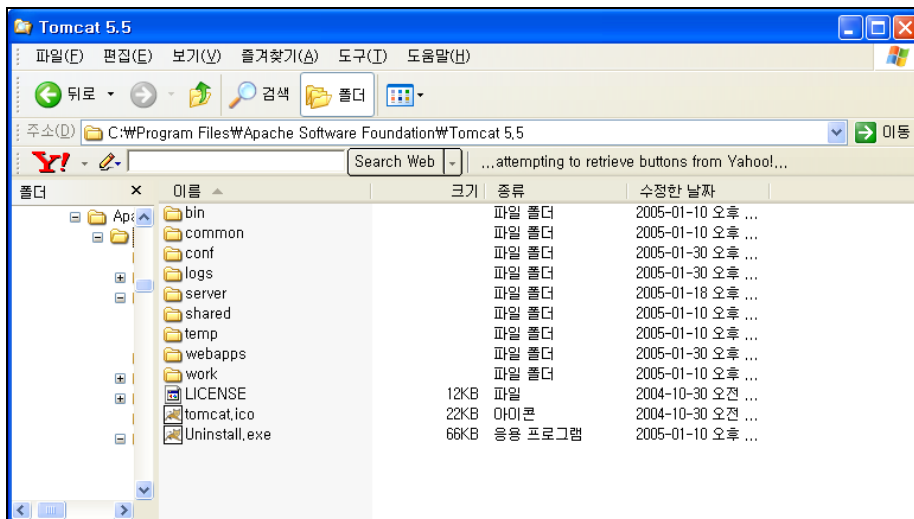 Tomcat 5.5
파일(F) 편집(E) 보기(V) 즐겨찾기(A) 도구(T) 도움말(H)
뒤로 검색 폴더
주소(D) C:₩Program Files₩Apache Software Foundation₩Tomcat 5.5 이동
Y! Search Web ...attempting to retrieve buttons from Yahoo!...
폴더 이름 크기 종류 수정한 날짜
bin 파일 폴더 2005-01-10 오후 ...
common 파일 폴더 2005-01-10 오후 ...
conf 파일 폴더 2005-01-30 오후 ...
logs 파일 폴더 2005-01-30 오후 ...
server 파일 폴더 2005-01-18 오후 ...
shared 파일 폴더 2005-01-10 오후 ...
temp 파일 폴더 2005-01-10 오후 ...
webapps 파일 폴더 2005-01-30 오후 ...
work 파일 폴더 2005-01-10 오후 ...
LICENSE 12KB 파일 2004-10-30 오전 ...
tomcat.ico 22KB 아이콘 2004-10-30 오전 ...
Uninstall.exe 66KB 응용 프로그램 2005-01-10 오후 ...